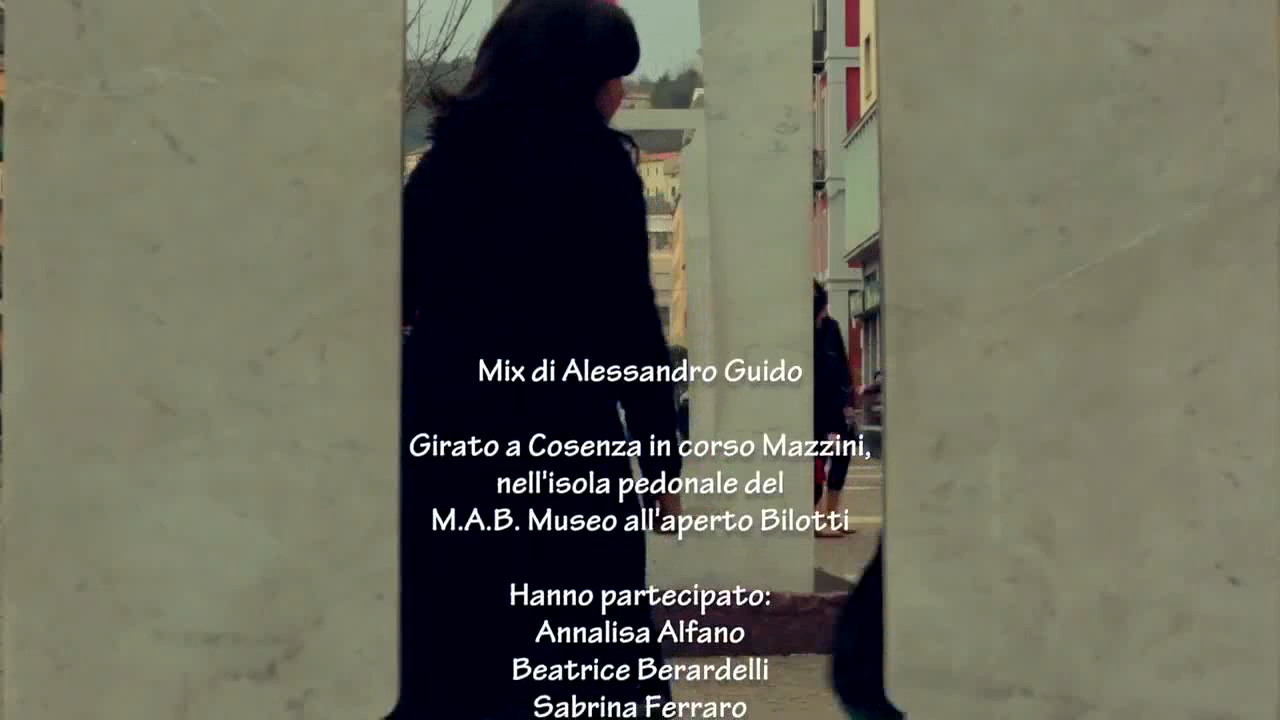 Mix di Alessandro Guido
Girato a Cosenza in corso Mazzini,
nell'isola pedonale del
M.A.B. Museo all'aperto Bilotti
Hanno partecipato:
Annalisa Alfano
Beatrice Berardelli
Sabrina Ferraro